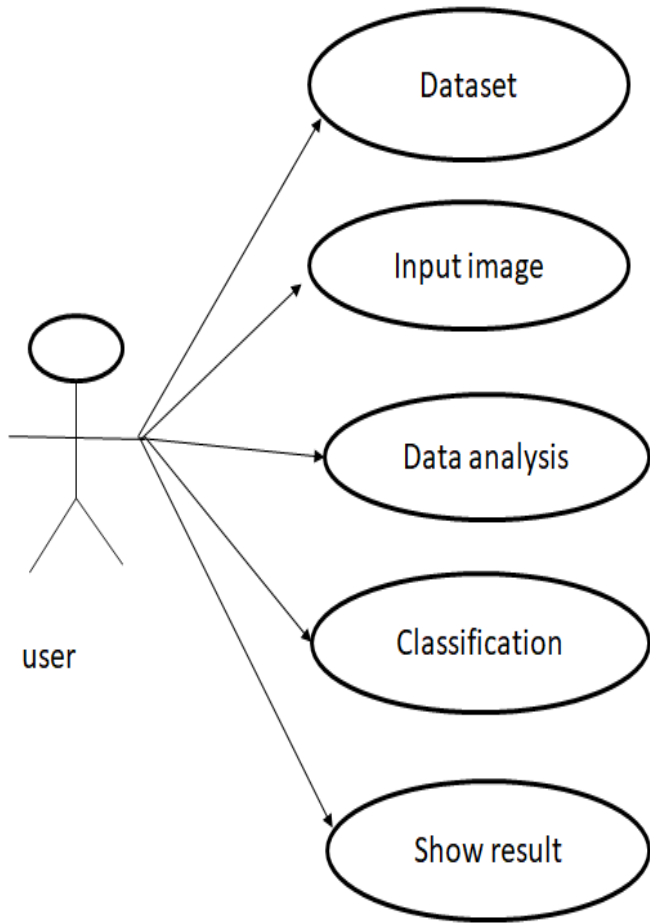 Dataset
Input image
Data analysis
Classification
user
Show result